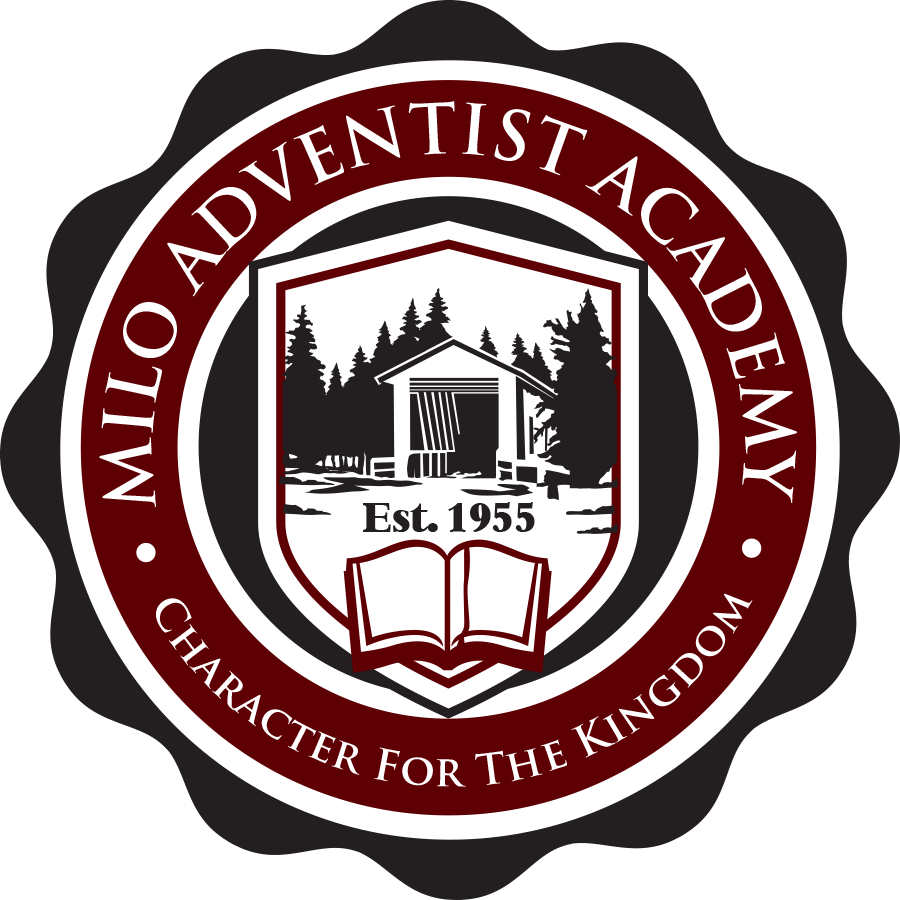 MILO ADVENTIST ACADEMY
Est. 1955
CHARACTER FOR THE KINGDOM